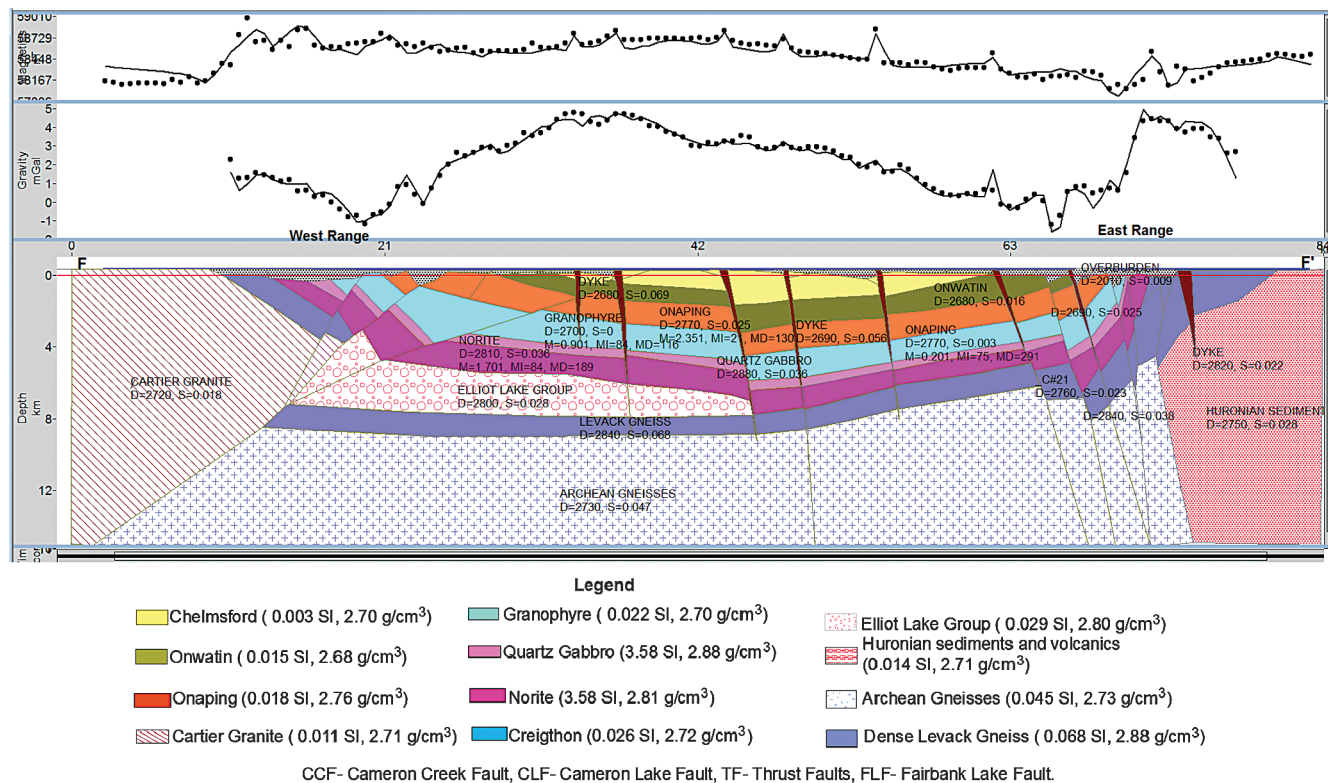 59010
58729
58448
58167
Gravity
mGal
5
4
3
2
1
0
-1
West Range
East Range
0
21
42
63
84
F
E'
Depth
km
0
4
8
12
OVERBURDEN
D=2010, S=0.009
DYKE
D=2680, S=0.069
ONWATIN
D=2680, S=0.016
GRANOPHYRE
D=2700, S=0
M=0.901, MI=84, MD=116
ONAPING
D=2770, S=0.025
M=2.351, MI=21, MD=130
DYKE
D=2690, S=0.056
D=2690, S=0.025
ONAPING
D=2770, S=0.003
M=0.201, MI=75, MD=291
NORITE
D=2810, S=0.036
M=1.701, MI=84, MD=189
QUARTZ GABBRO
D=2880, S=0.036
DYKE
D=2820, S=0.022
CARTIER GRANITE
D=2720, S=0.018
ELLIOT LAKE GROUP
D=2800, S=0.028
C#21
D=2760, S=0.023
D=2840, S=0.038
HURONIAN SEDIMENT
D=2750, S=0.028
LEVACK GNEISS
D=2840, S=0.068
ARCHEAN GNEISSES
D=2730, S=0.047
Legend
Chelmsford ( 0.003 SI, 2.70 g/cm³)
Onwatin ( 0.015 SI, 2.68 g/cm³)
Onaping (0.018 SI, 2.76 g/cm³)
Cartier Granite ( 0.011 SI, 2.71 g/cm³)
Granophyre ( 0.022 SI, 2.70 g/cm³)
Quartz Gabbro (3.58 SI, 2.88 g/cm³)
Norite (3.58 SI, 2.81 g/cm³)
Creigthon (0.026 SI, 2.72 g/cm³)
Elliot Lake Group ( 0.029 SI, 2.80 g/cm³)
Huronian sediments and volcanics
(0.014 SI, 2.71 g/cm³)
Archean Gneisses (0.045 SI, 2.73 g/cm³)
Dense Levack Gneiss (0.068 SI, 2.88 g/cm³)
CCF- Cameron Creek Fault, CLF- Cameron Lake Fault, TF- Thrust Faults, FLF- Fairbank Lake Fault.